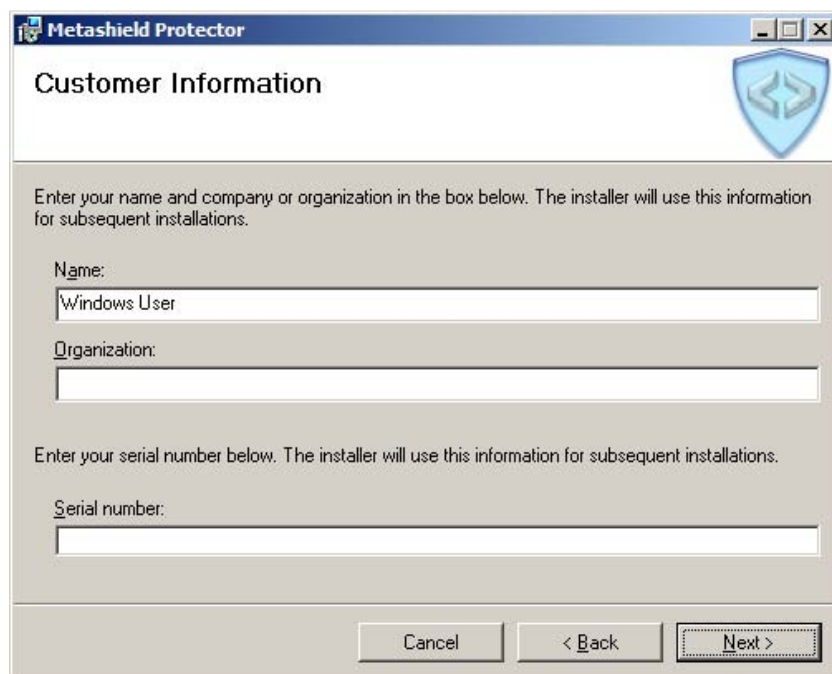 Metashield Protector
Customer Information
Enter your name and company or organization in the box below. The installer will use this information
for subsequent installations.
Name:
Windows User
Organization:
Enter your serial number below. The installer will use this information for subsequent installations.
Serial number:
Cancel
< Back
Next >